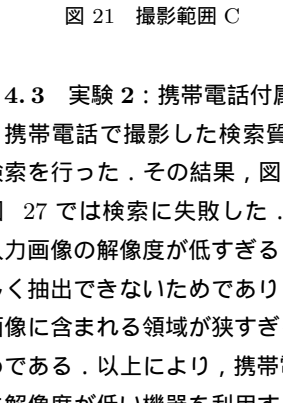 図 21 撮影範囲 C
4.3 実験 2：携帯電話付
携帯電話で撮影した検索質
検索を行った．その結果，図
27 では検索に失敗した．
入力画像の解像度が低すぎる
しく抽出できないためであり
画像に含まれる領域が狭すぎ
めである．以上により，携帯電
解像度が低い機器を利用す